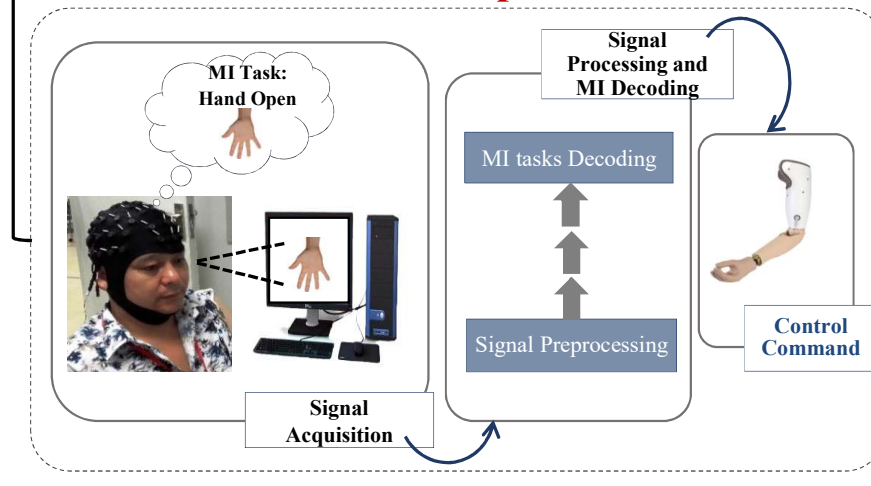 MI Task:
Hand Open
Signal
Acquisition
Signal
Processing and
MI Decoding
MI tasks Decoding
Signal Preprocessing
Control
Command